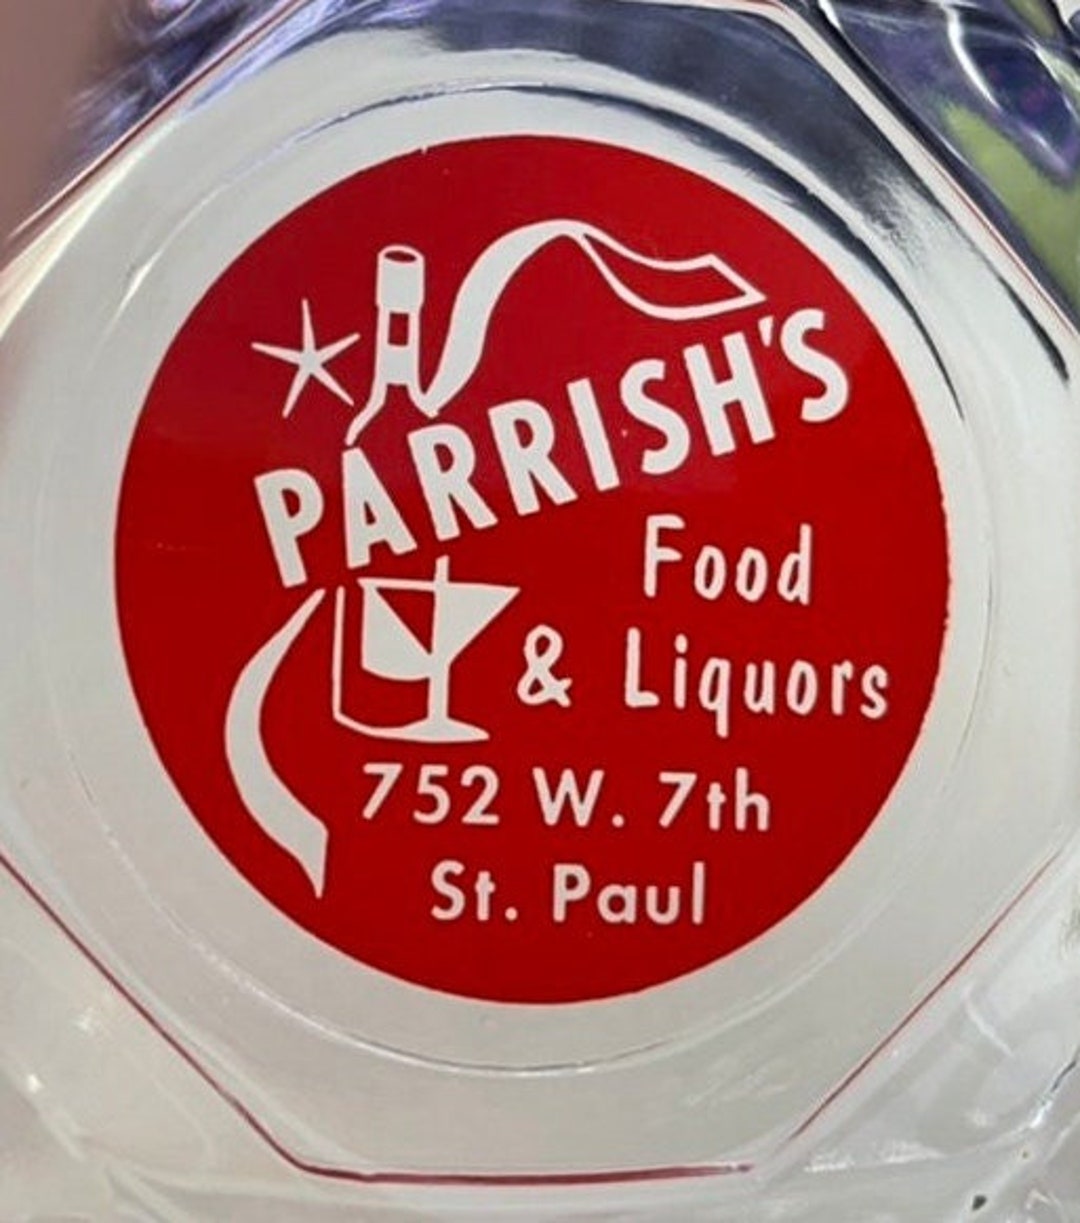 PARRISH'S
Food
& Liquors
752 W. 7th
St. Paul